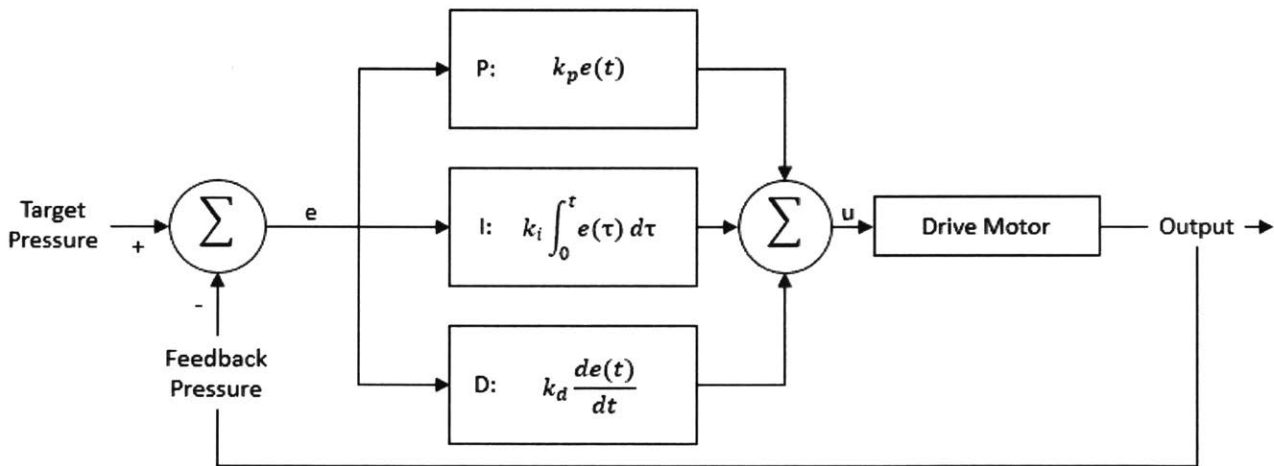 P: k_p e(t)
Target
Pressure
+
Σ
e
I: k_i ∫_0^t e(τ) dτ
Σ
u
Drive Motor
Output
-
Feedback
Pressure
D: k_d de(t)/dt